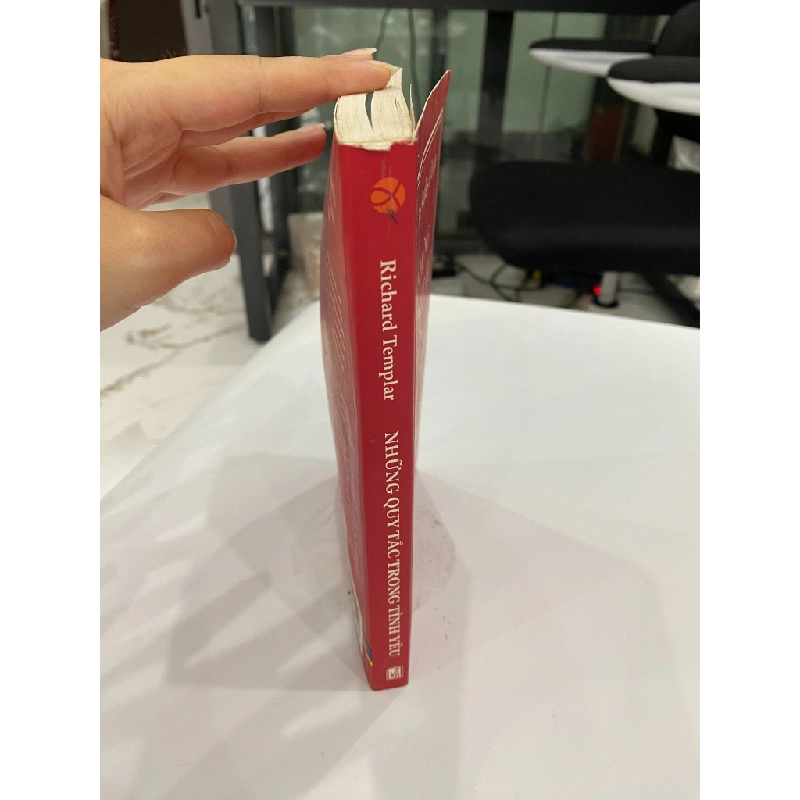 Richard Templar
NHỮNG QUY TẮC TRONG TÌNH YÊU